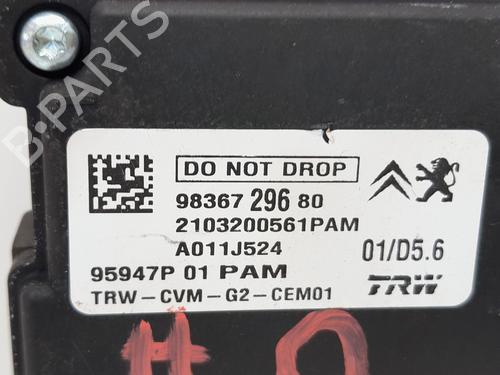 DO NOT DROP
98367 296 80
2103200561PAM
A011J524
01/D5.6
95947P 01 PAM
TRW
TRW-CVM-G2-CEM01
B-PARTS